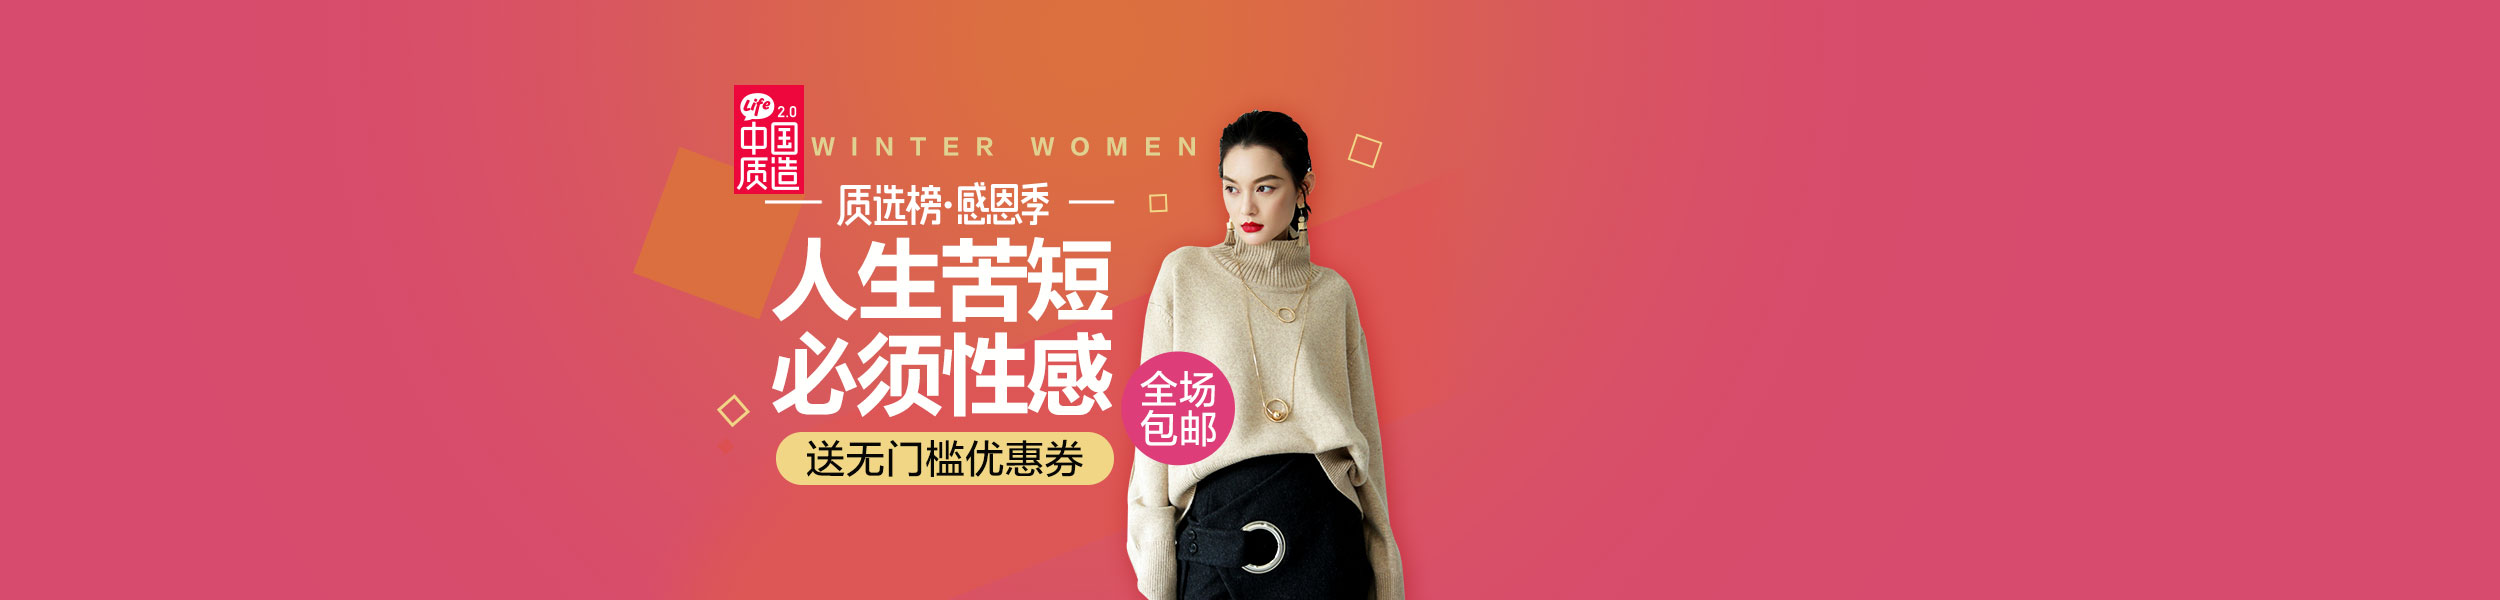 Life 2.0
中国
质造
WINTER WOMEN
质选榜·感恩季
人生苦短
必须性感
送无门槛优惠券
全场
包邮